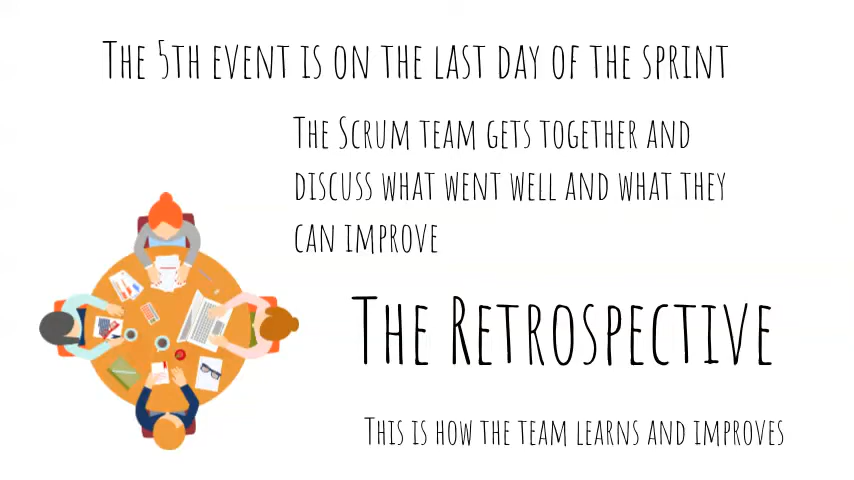 The 5th event is on the last day of the sprint
The Scrum team gets together and
discuss what went well and what they
can improve
The Retrospective
This is how the team learns and improves